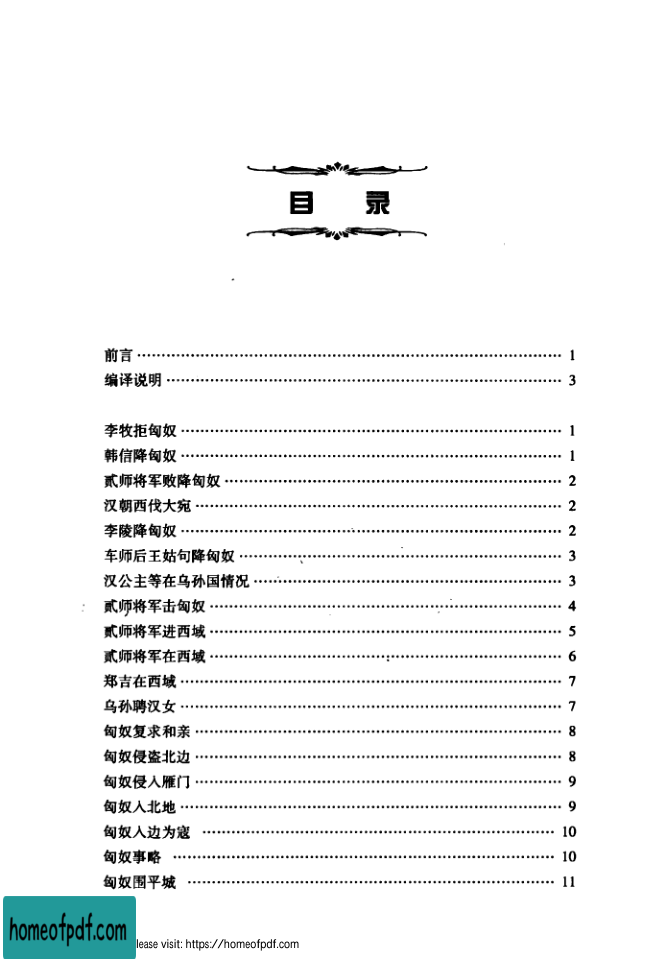 目 录
前言 …… 1
编译说明 …… 3
李牧拒匈奴 …… 1
韩信降匈奴 …… 1
贰师将军败降匈奴 …… 2
汉朝西伐大宛 …… 2
李陵降匈奴 …… 2
车师后王姑句降匈奴 …… 3
汉公主等在乌孙国情况 …… 3
贰师将军击匈奴 …… 4
贰师将军进西域 …… 5
贰师将军在西域 …… 6
郑吉在西域 …… 7
乌孙聘汉女 …… 7
匈奴复求和亲 …… 8
匈奴侵盗北边 …… 8
匈奴侵入雁门 …… 9
匈奴入北地 …… 9
匈奴入边为寇 …… 10
匈奴事略 …… 10
匈奴围平城 …… 11
homeofpdf.com
lease visit: https://homeofpdf.com